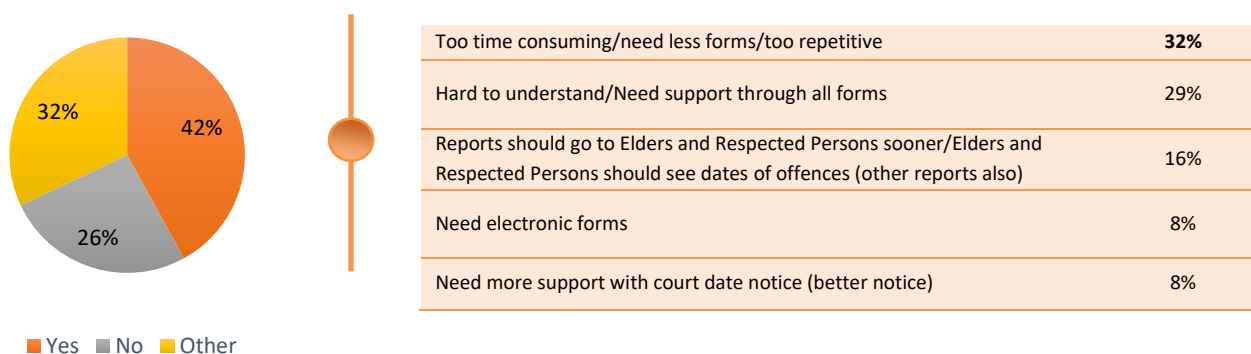 32%
42%
26%
Yes No Other
Too time consuming/need less forms/too repetitive 32%
Hard to understand/Need support through all forms 29%
Reports should go to Elders and Respected Persons sooner/Elders and
Respected Persons should see dates of offences (other reports also) 16%
Need electronic forms 8%
Need more support with court date notice (better notice) 8%